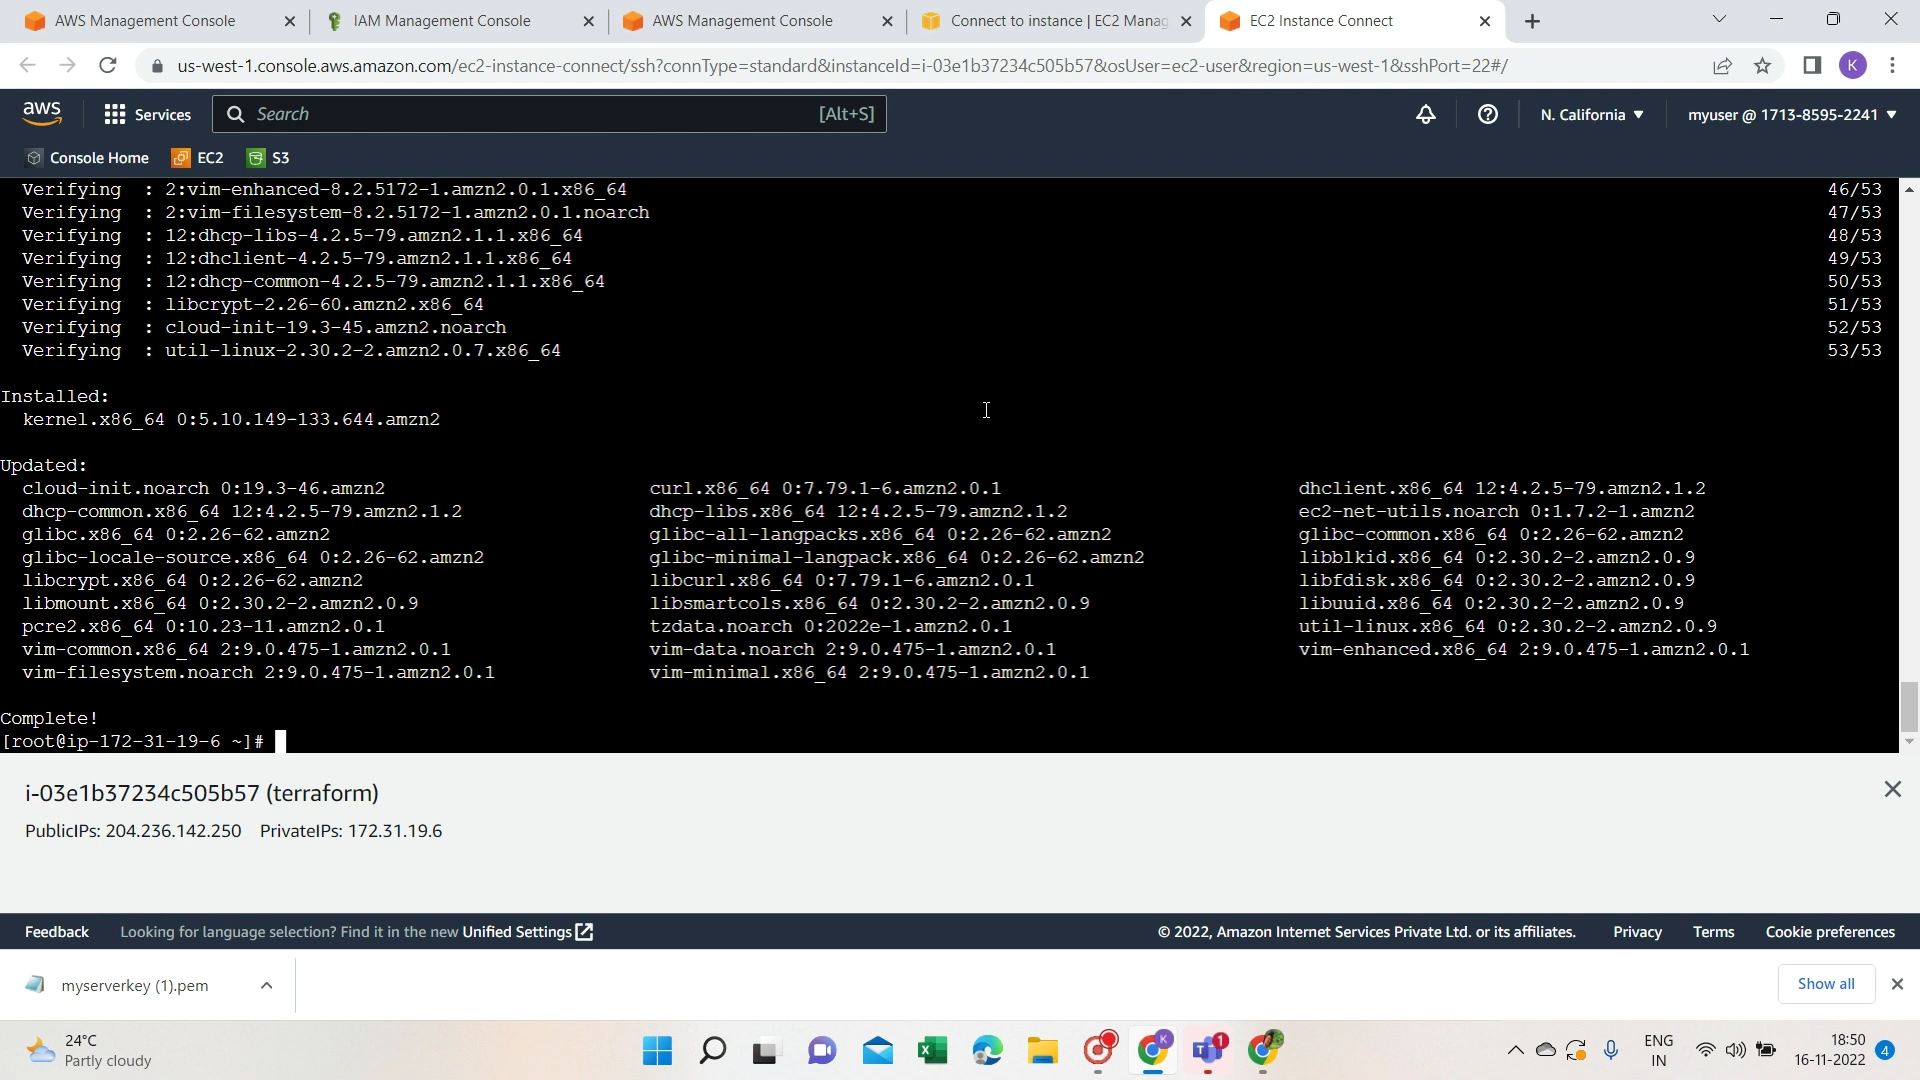 AWS Management Console
IAM Management Console
AWS Management Console
Connect to instance | EC2 Manag
EC2 Instance Connect
us-west-1.console.aws.amazon.com/ec2-instance-connect/ssh?connType=standard&instanceId=i-03e1b37234c505b57&osUser=ec2-user&region=us-west-1&sshPort=22#/
K
aws
Services
Search
[Alt+S]
N. California
myuser @ 1713-8595-2241
Console Home
EC2
S3
Verifying : 2:vim-enhanced-8.2.5172-1.amzn2.0.1.x86_64 46/53
Verifying : 2:vim-filesystem-8.2.5172-1.amzn2.0.1.noarch 47/53
Verifying : 12:dhcp-libs-4.2.5-79.amzn2.1.1.x86_64 48/53
Verifying : 12:dhclient-4.2.5-79.amzn2.1.1.x86_64 49/53
Verifying : 12:dhcp-common-4.2.5-79.amzn2.1.1.x86_64 50/53
Verifying : libcrypt-2.26-60.amzn2.x86_64 51/53
Verifying : cloud-init-19.3-45.amzn2.noarch 52/53
Verifying : util-linux-2.30.2-2.amzn2.0.7.x86_64 53/53
Installed:
kernel.x86_64 0:5.10.149-133.644.amzn2
Updated:
cloud-init.noarch 0:19.3-46.amzn2 curl.x86_64 0:7.79.1-6.amzn2.0.1 dhclient.x86_64 12:4.2.5-79.amzn2.1.2
dhcp-common.x86_64 12:4.2.5-79.amzn2.1.2 dhcp-libs.x86_64 12:4.2.5-79.amzn2.1.2 ec2-net-utils.noarch 0:1.7.2-1.amzn2
glibc.x86_64 0:2.26-62.amzn2 glibc-all-langpacks.x86_64 0:2.26-62.amzn2 glibc-common.x86_64 0:2.26-62.amzn2
glibc-locale-source.x86_64 0:2.26-62.amzn2 glibc-minimal-langpack.x86_64 0:2.26-62.amzn2 libblkid.x86_64 0:2.30.2-2.amzn2.0.9
libcrypt.x86_64 0:2.26-62.amzn2 libcurl.x86_64 0:7.79.1-6.amzn2.0.1 libfdisk.x86_64 0:2.30.2-2.amzn2.0.9
libmount.x86_64 0:2.30.2-2.amzn2.0.9 libsmartcols.x86_64 0:2.30.2-2.amzn2.0.9 libuuid.x86_64 0:2.30.2-2.amzn2.0.9
pcre2.x86_64 0:10.23-11.amzn2.0.1 tzdata.noarch 0:2022e-1.amzn2.0.1 util-linux.x86_64 0:2.30.2-2.amzn2.0.9
vim-common.x86_64 2:9.0.475-1.amzn2.0.1 vim-data.noarch 2:9.0.475-1.amzn2.0.1 vim-enhanced.x86_64 2:9.0.475-1.amzn2.0.1
vim-filesystem.noarch 2:9.0.475-1.amzn2.0.1 vim-minimal.x86_64 2:9.0.475-1.amzn2.0.1
Complete!
[root@ip-172-31-19-6 ~]#
i-03e1b37234c505b57 (terraform)
PublicIPs: 204.236.142.250 PrivateIPs: 172.31.19.6
Feedback
Looking for language selection? Find it in the new Unified Settings
© 2022, Amazon Internet Services Private Ltd. or its affiliates.
Privacy
Terms
Cookie preferences
myserverkey (1).pem
Show all
24°C
Partly cloudy
K
1
ENG
IN
18:50
16-11-2022
4